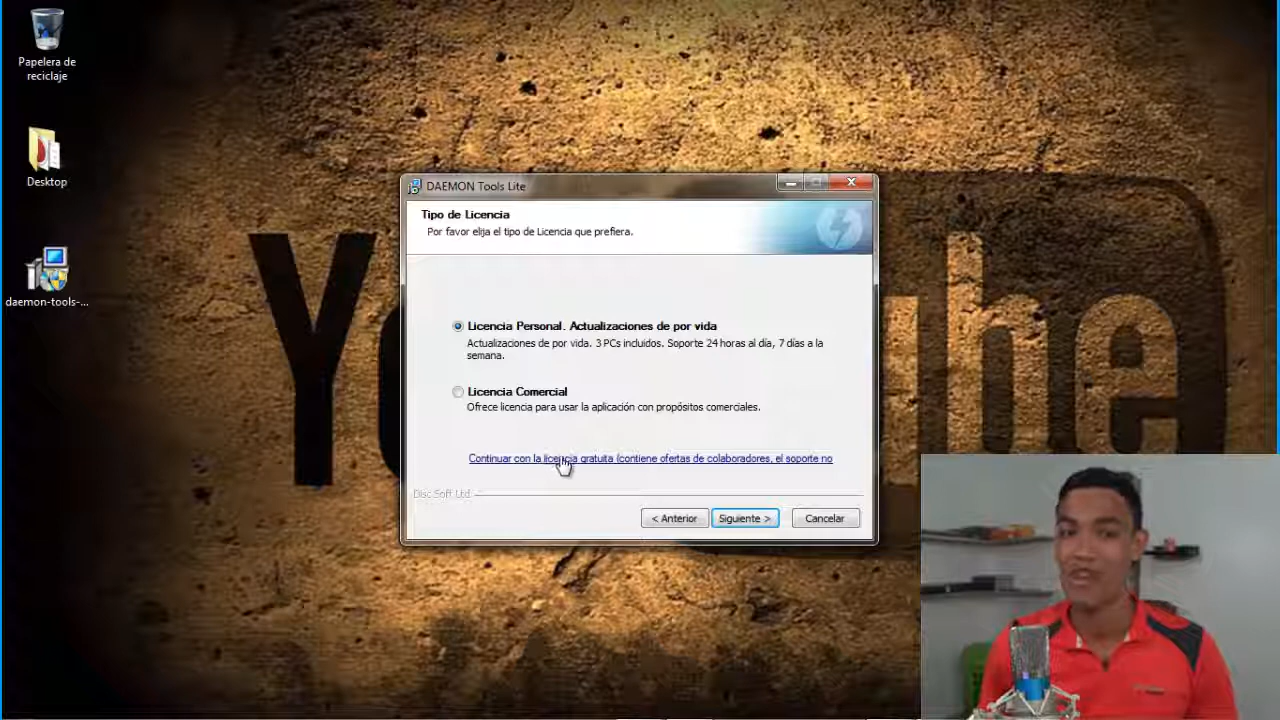 Papelera de
reciclaje
Desktop
daemon-tools-...
YouTube
DAEMON Tools Lite
Tipo de Licencia
Por favor elija el tipo de Licencia que prefiera.
Licencia Personal. Actualizaciones de por vida
Actualizaciones de por vida. 3 PCs incluidos. Soporte 24 horas al día, 7 días a la
semana.
Licencia Comercial
Ofrece licencia para usar la aplicación con propósitos comerciales.
Continuar con la licencia gratuita (contiene ofertas de colaboradores, el soporte no
Disc Soft Ltd.
< Anterior
Siguiente >
Cancelar